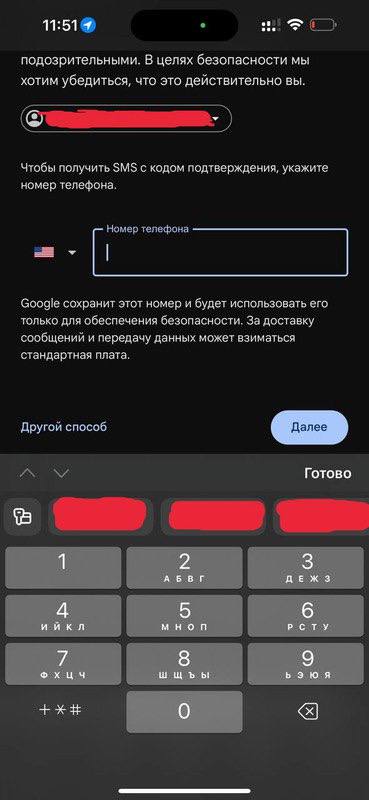 11:51
подозрительными. В целях безопасности мы
хотим убедиться, что это действительно вы.
Чтобы получить SMS с кодом подтверждения, укажите
номер телефона.
Номер телефона
Google сохранит этот номер и будет использовать его
только для обеспечения безопасности. За доставку
сообщений и передачу данных может взиматься
стандартная плата.
Другой способ
Далее
Готово
1 2 3
АБВГ ДЕЖЗ
4 5 6
ИЙКЛ МНОП РСТУ
7 8 9
ФХЦЧ ШЩЪЫ ЬЭЮЯ
+*# 0